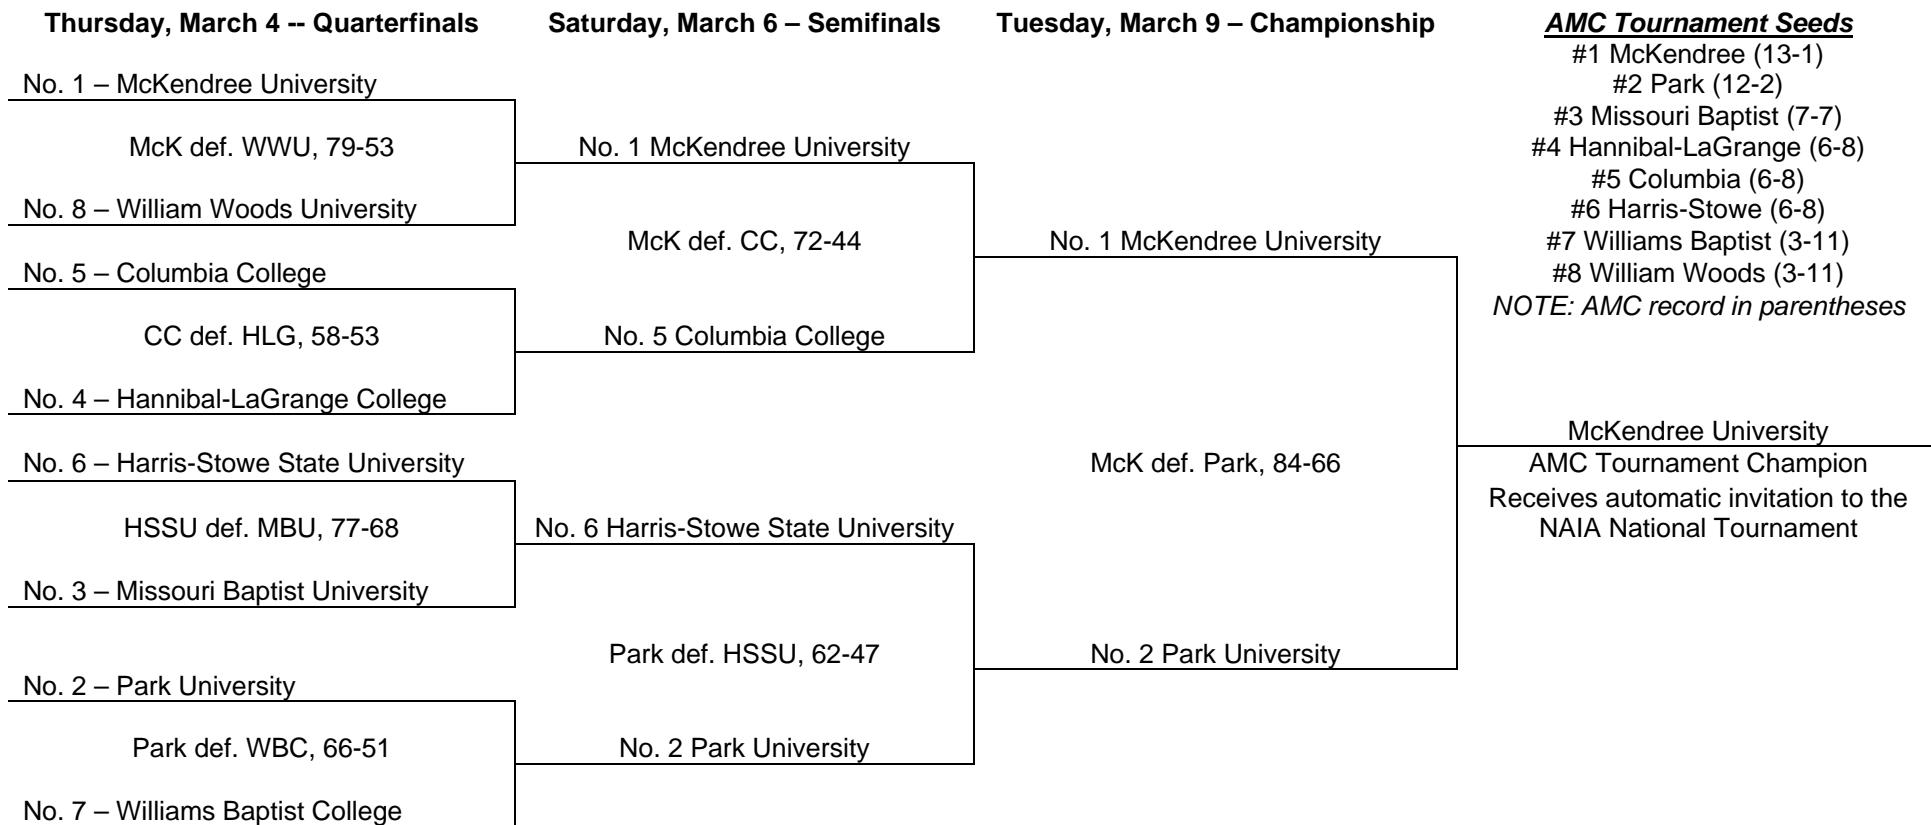 Thursday, March 4 -- Quarterfinals
Saturday, March 6 – Semifinals
Tuesday, March 9 – Championship
AMC Tournament Seeds
#1 McKendree (13-1)
#2 Park (12-2)
#3 Missouri Baptist (7-7)
#4 Hannibal-LaGrange (6-8)
#5 Columbia (6-8)
#6 Harris-Stowe (6-8)
#7 Williams Baptist (3-11)
#8 William Woods (3-11)
NOTE: AMC record in parentheses
No. 1 – McKendree University
McK def. WWU, 79-53
No. 8 – William Woods University
No. 5 – Columbia College
CC def. HLG, 58-53
No. 4 – Hannibal-LaGrange College
No. 6 – Harris-Stowe State University
HSSU def. MBU, 77-68
No. 3 – Missouri Baptist University
No. 2 – Park University
Park def. WBC, 66-51
No. 7 – Williams Baptist College
No. 1 McKendree University
McK def. CC, 72-44
No. 5 Columbia College
No. 6 Harris-Stowe State University
Park def. HSSU, 62-47
No. 2 Park University
No. 1 McKendree University
McK def. Park, 84-66
No. 2 Park University
McKendree University
AMC Tournament Champion
Receives automatic invitation to the
NAIA National Tournament